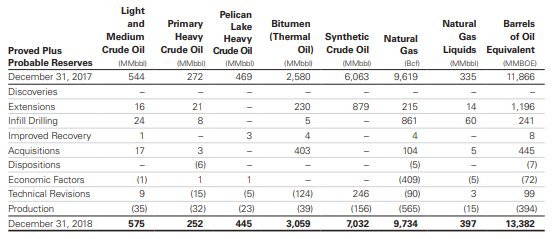 Proved Plus Probable Reserves | Light and Medium Crude Oil (MMbbl) | Primary Heavy Crude Oil (MMbbl) | Pelican Lake Heavy Crude Oil (MMbbl) | Bitumen (Thermal Oil) (MMbbl) | Synthetic Crude Oil (MMbbl) | Natural Gas (Bcf) | Natural Gas Liquids (MMbbl) | Barrels of Oil Equivalent (MMBOE)
December 31, 2017 544 272 469 2,580 6,063 9,619 335 11,866
Discoveries – – – – – – – –
Extensions 16 21 – 230 879 215 14 1,196
Infill Drilling 24 8 – 5 – 861 60 241
Improved Recovery 1 – 3 4 – 4 – 8
Acquisitions 17 3 – 403 – 104 5 445
Dispositions – (6) – – – (5) – (7)
Economic Factors (1) 1 1 – – (409) (5) (72)
Technical Revisions 9 (15) (5) (124) 246 (90) 3 99
Production (35) (32) (23) (39) (156) (565) (15) (394)
December 31, 2018 575 252 445 3,059 7,032 9,734 397 13,382